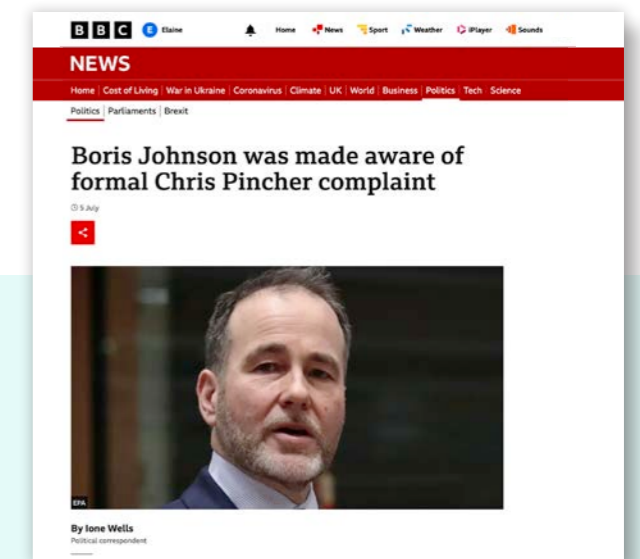 BBC E Elaine Home News Sport Weather iPlayer Sounds
NEWS
Home | Cost of Living | War in Ukraine | Coronavirus | Climate | UK | World | Business | Politics | Tech | Science
Politics | Parliaments | Brexit
Boris Johnson was made aware of
formal Chris Pincher complaint
5 July
EPA
By Ione Wells
Political correspondent